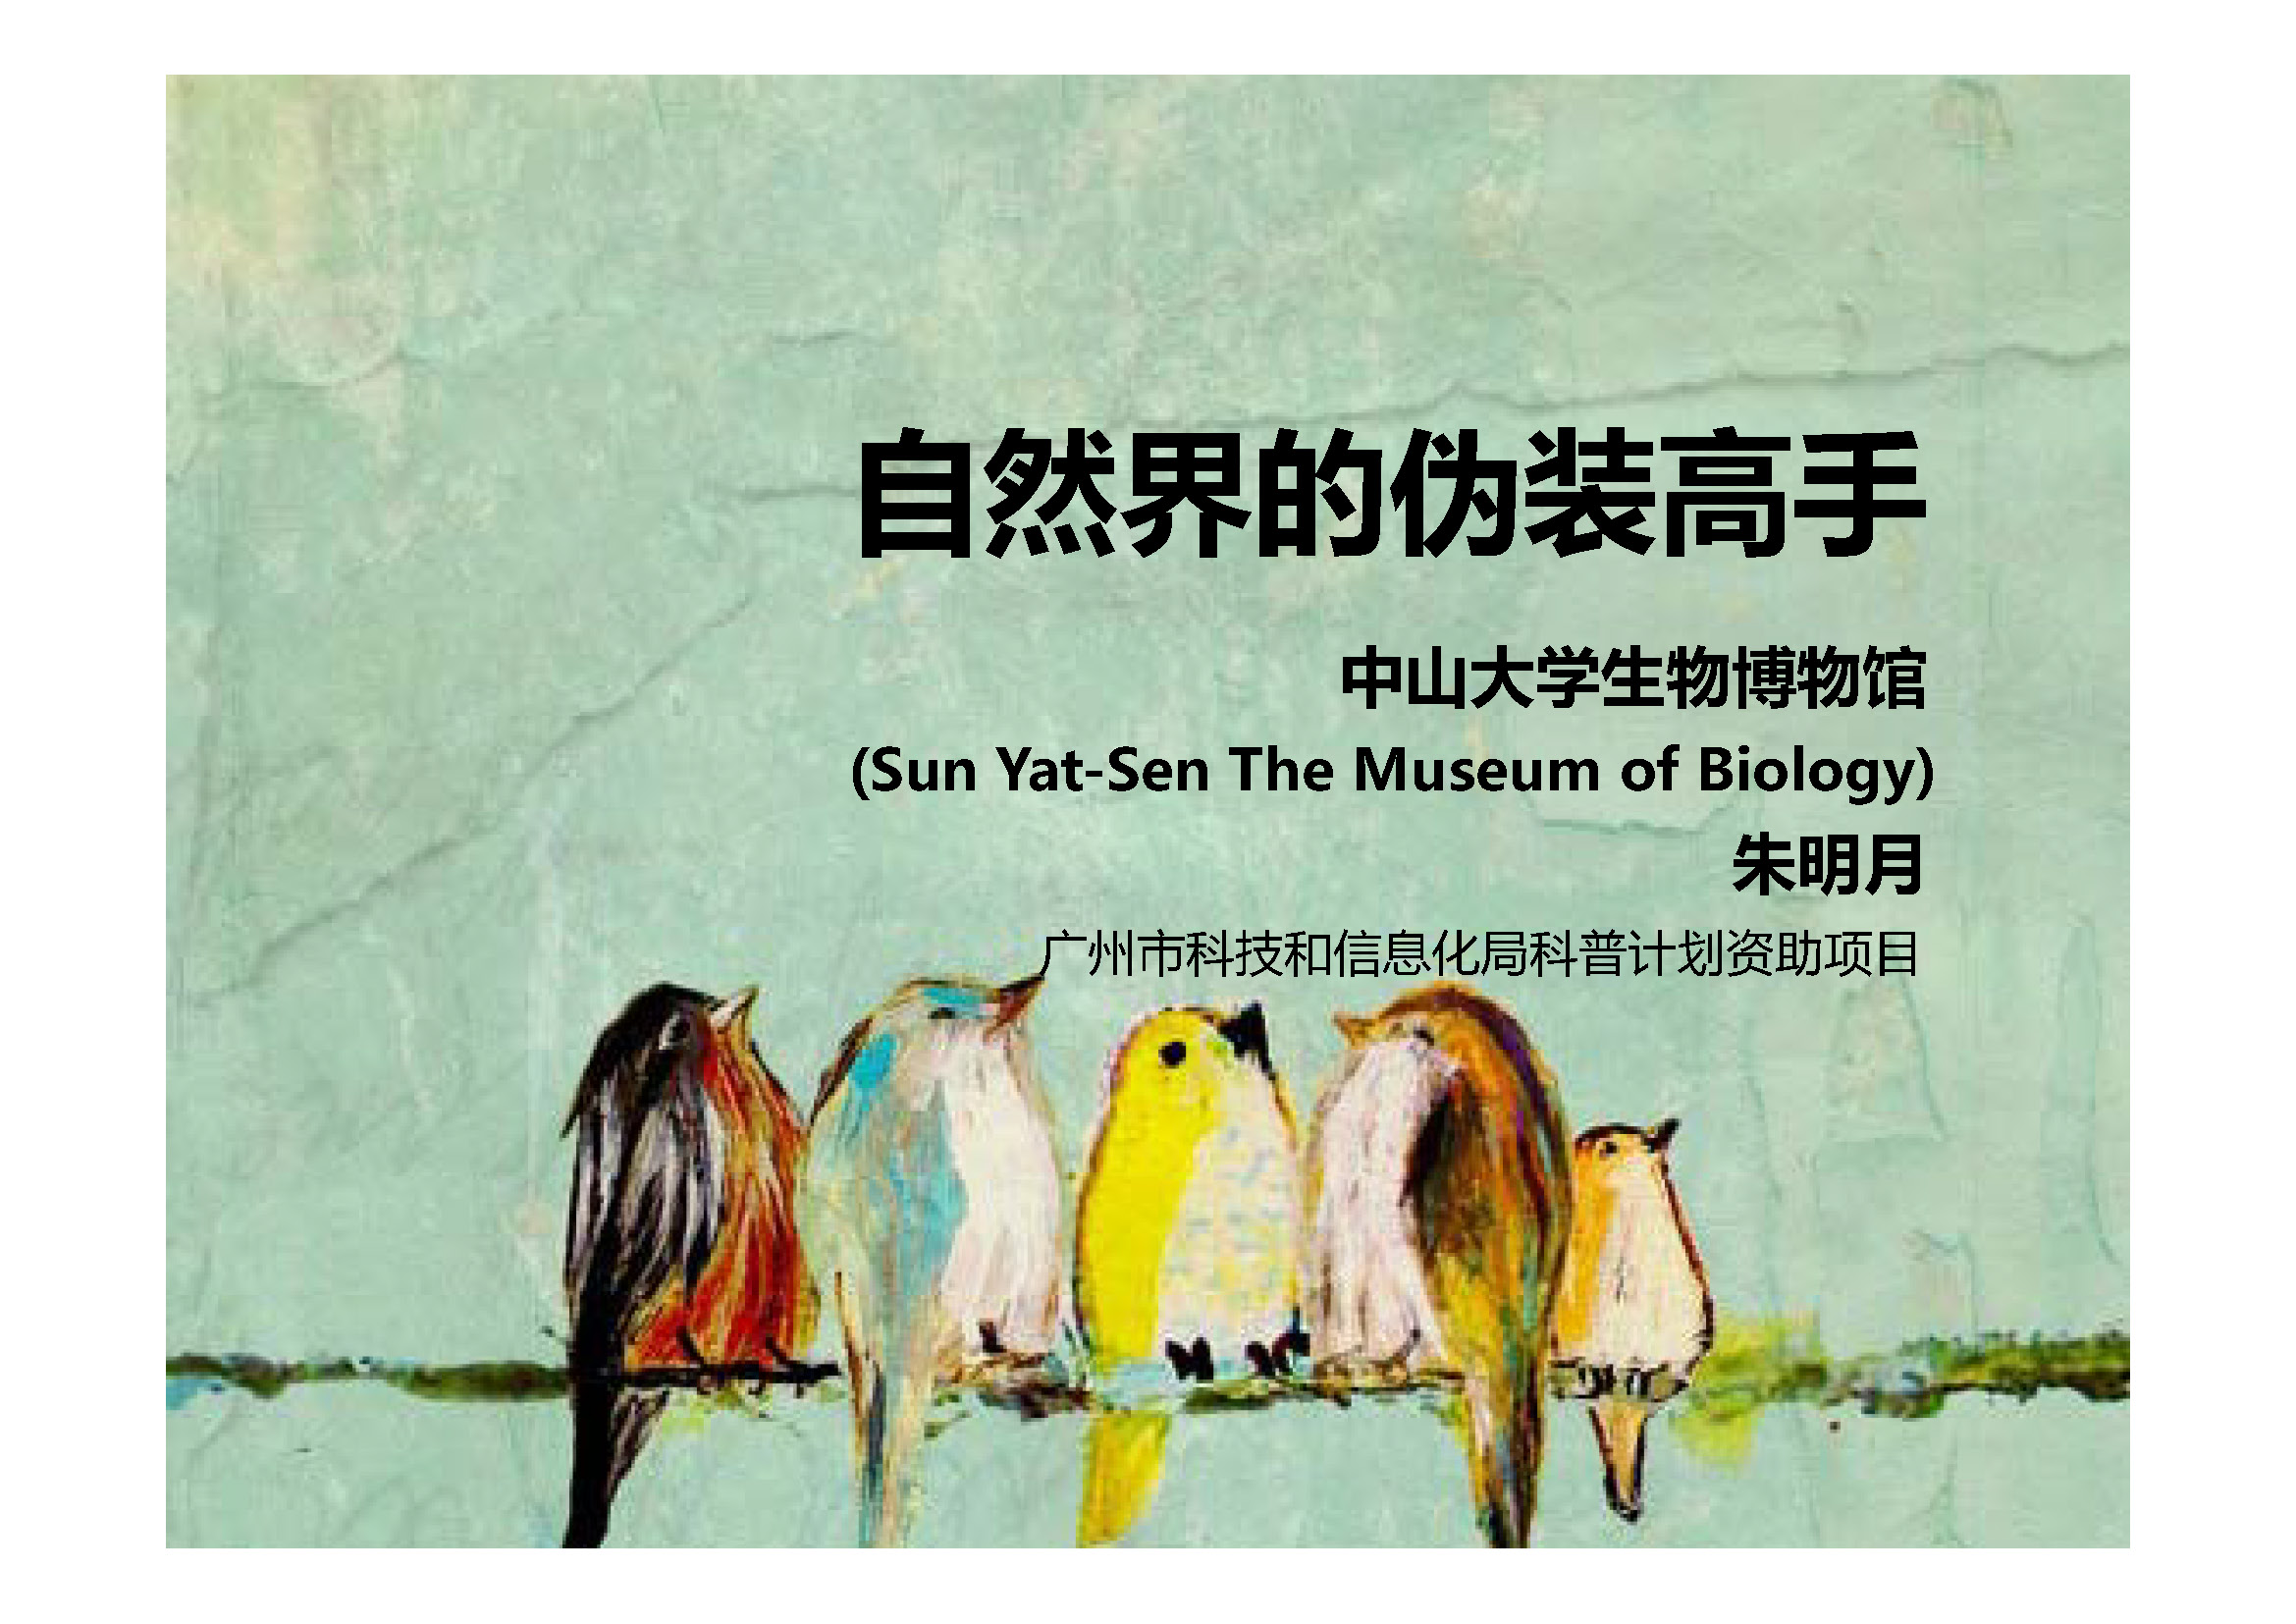 自然界的伪装高手
中山大学生物博物馆
(Sun Yat-Sen The Museum of Biology)
朱明月
广州市科技和信息化局科普计划资助项目